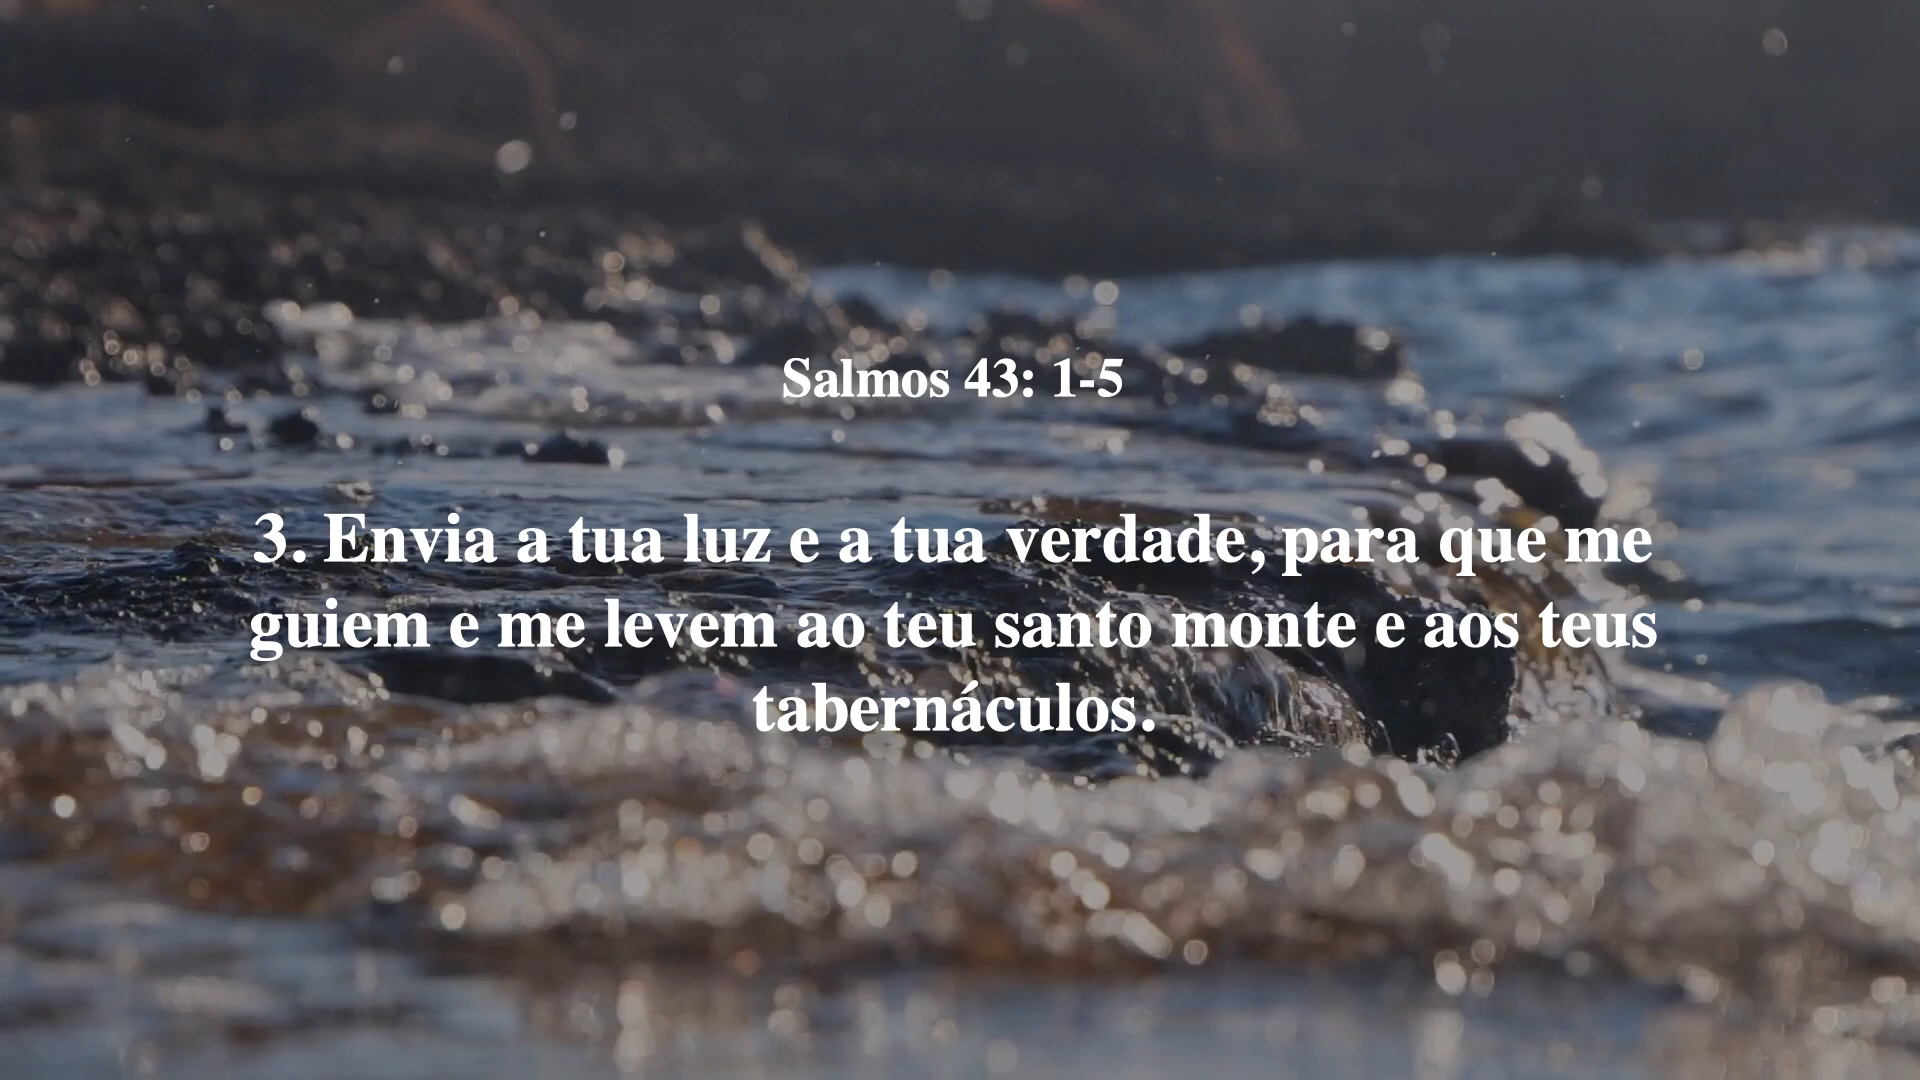 Salmos 43: 1-5
3. Envia a tua luz e a tua verdade, para que me
guiem e me levem ao teu santo monte e aos teus
tabernáculos.